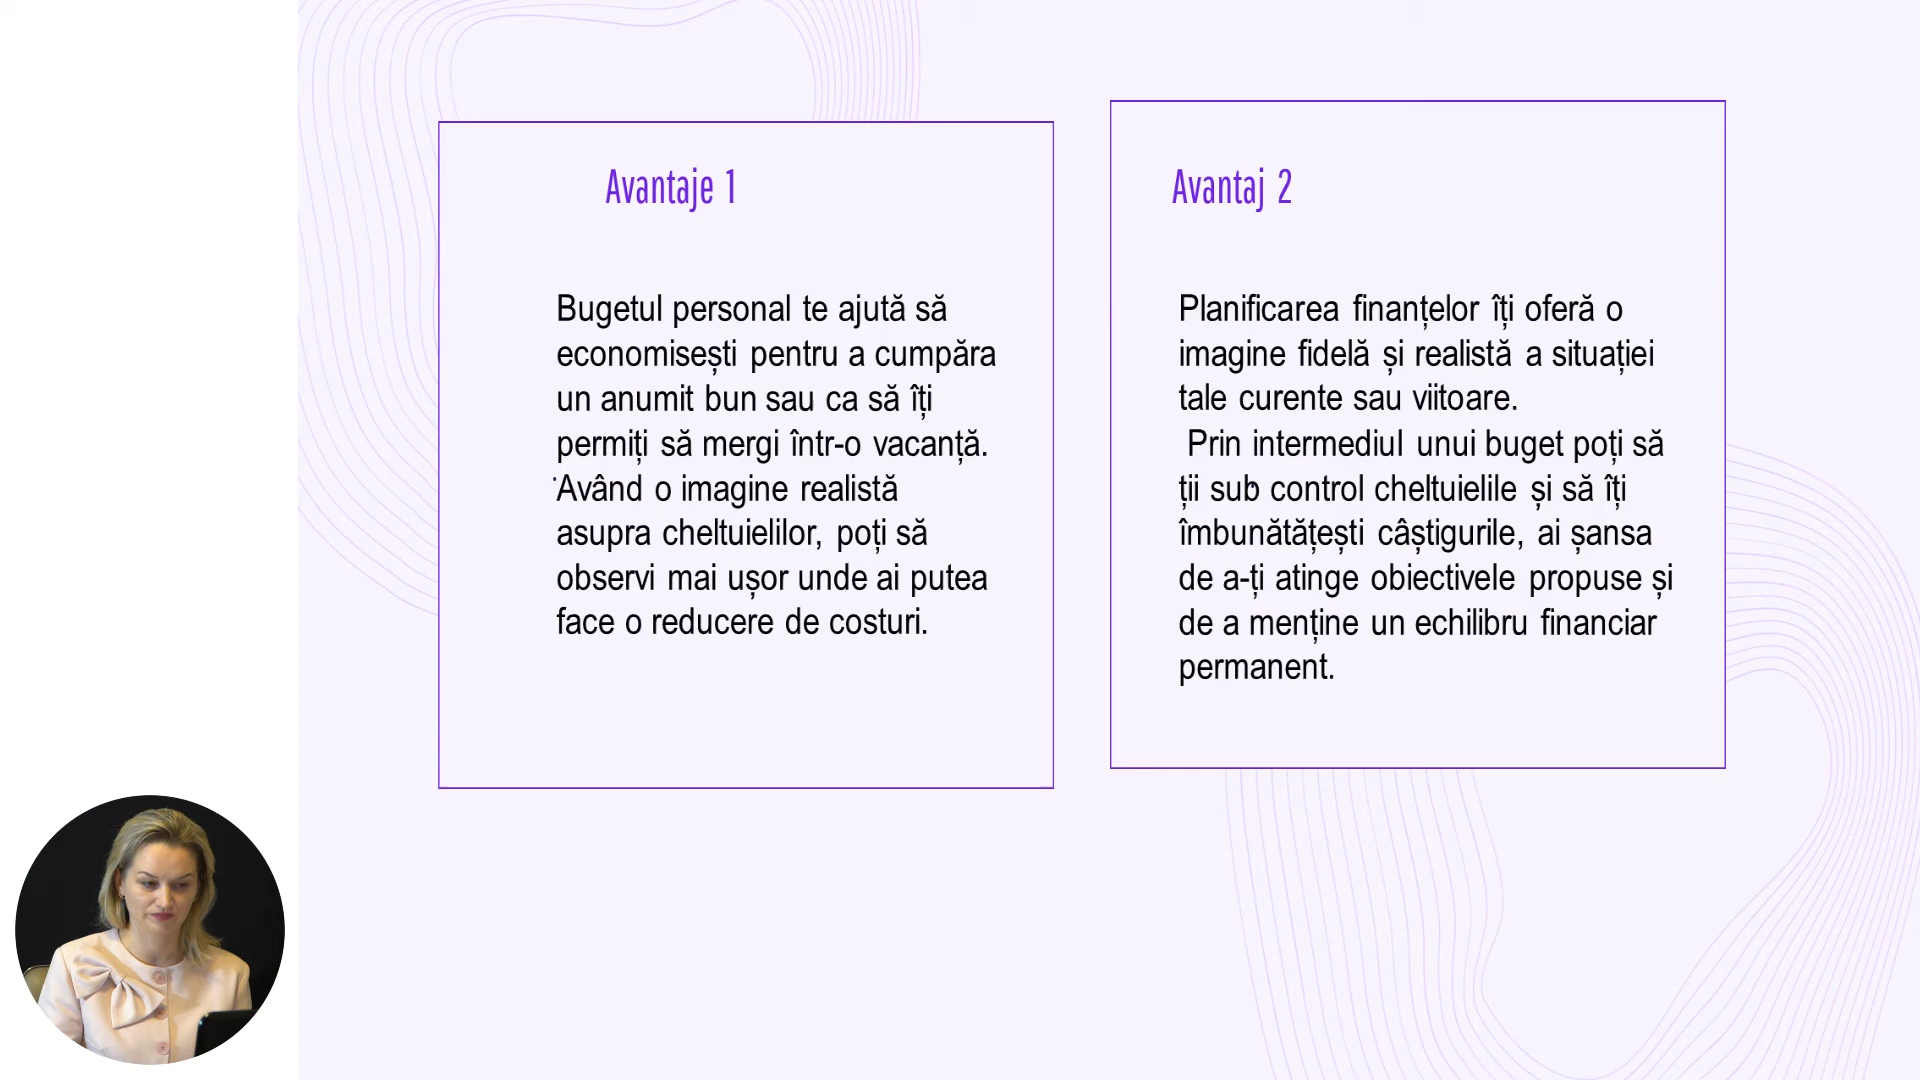 Avantaje 1
Bugetul personal te ajută să
economisești pentru a cumpăra
un anumit bun sau ca să îți
permiți să mergi într-o vacanță.
Având o imagine realistă
asupra cheltuielilor, poți să
observi mai ușor unde ai putea
face o reducere de costuri.
Avantaj 2
Planificarea finanțelor îți oferă o
imagine fidelă și realistă a situației
tale curente sau viitoare.
Prin intermediul unui buget poți să
ții sub control cheltuielile și să îți
îmbunătățești câștigurile, ai șansa
de a-ți atinge obiectivele propuse și
de a menține un echilibru financiar
permanent.